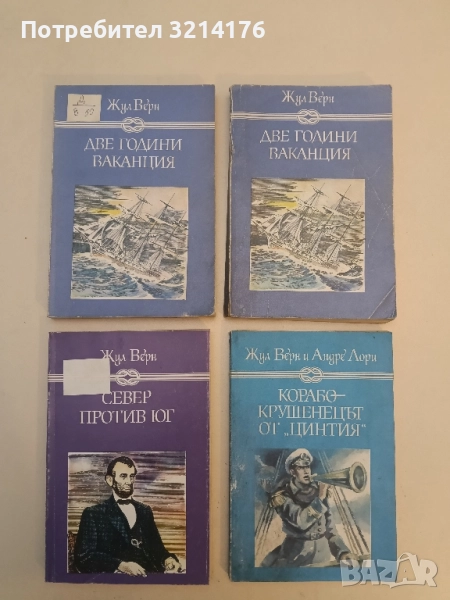 Потребител 3214176
Жул Верн
ДВЕ ГОДИНИ
ВАКАНЦИЯ
Жул Верн
ДВЕ ГОДИНИ
ВАКАНЦИЯ
Жул Верн
СЕВЕР
ПРОТИВ ЮГ
Жул Верн и Андре Лори
КОРАБО-
КРУШЕНЕЦЪТ
ОТ „ЦИНТИЯ“
BAZAR